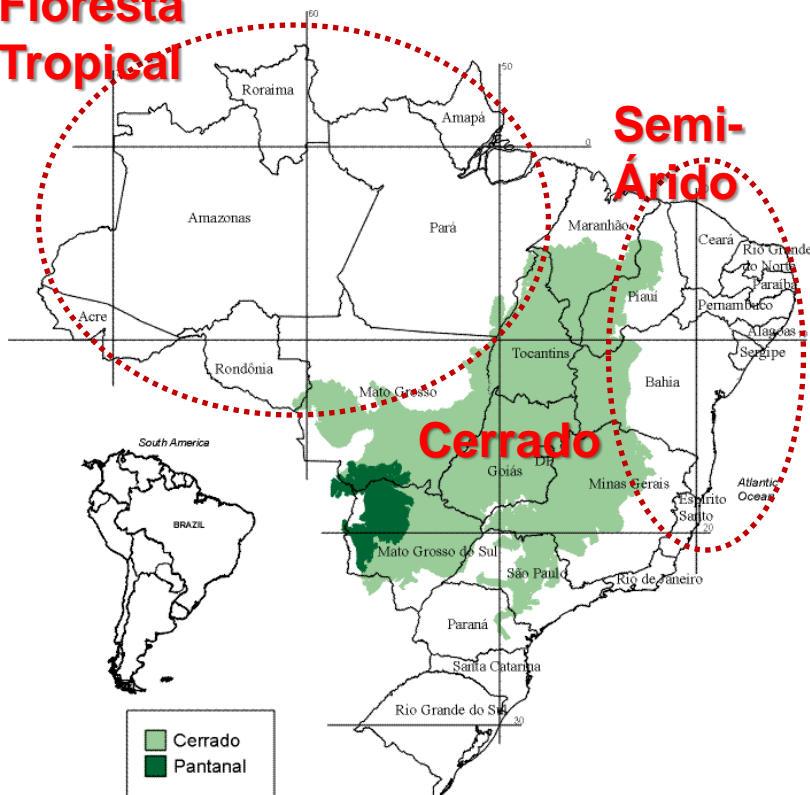 Floresta
Tropical
60
50
Roraima
Amapá
Semi-
Árido
0
Amazonas
Pará
Maranhão
Ceará
Rio Grande
do Norte
Paraíba
Piauí
Pernambuco
Acre
Alagoas
Sergipe
Tocantins
Rondônia
Bahia
Mato Grosso
Cerrado
South America
DF
Goiás
Minas Gerais
Atlantic
Ocean
Espírito
Santo
BRAZIL
20
Mato Grosso do Sul
São Paulo
Rio de Janeiro
Paraná
Santa Catarina
Rio Grande do Sul
30
Cerrado
Pantanal